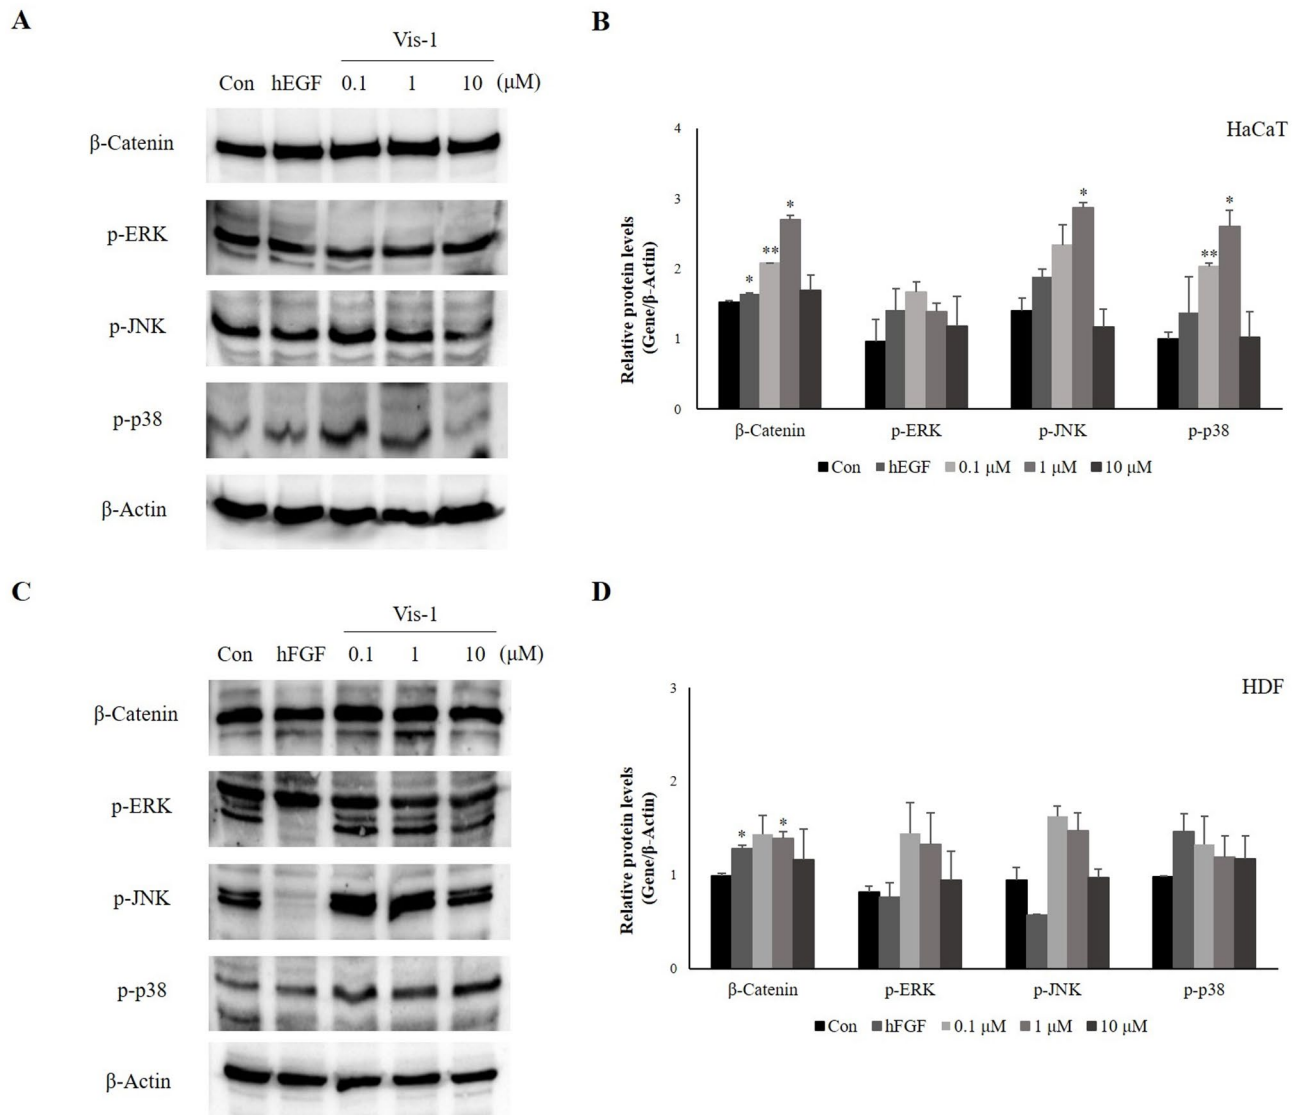 A
Vis-1
Con hEGF 0.1 1 10 (μM)
β-Catenin
p-ERK
p-JNK
p-p38
β-Actin
B
HaCaT
Relative protein levels
(Gene/β-Actin)
4
3
2
1
0
* ** *
*
** *
β-Catenin p-ERK p-JNK p-p38
Con hEGF 0.1 μM 1 μM 10 μM
C
Vis-1
Con hFGF 0.1 1 10 (μM)
β-Catenin
p-ERK
p-JNK
p-p38
β-Actin
D
HDF
Relative protein levels
(Gene/β-Actin)
3
2
1
0
* *
β-Catenin p-ERK p-JNK p-p38
Con hFGF 0.1 μM 1 μM 10 μM